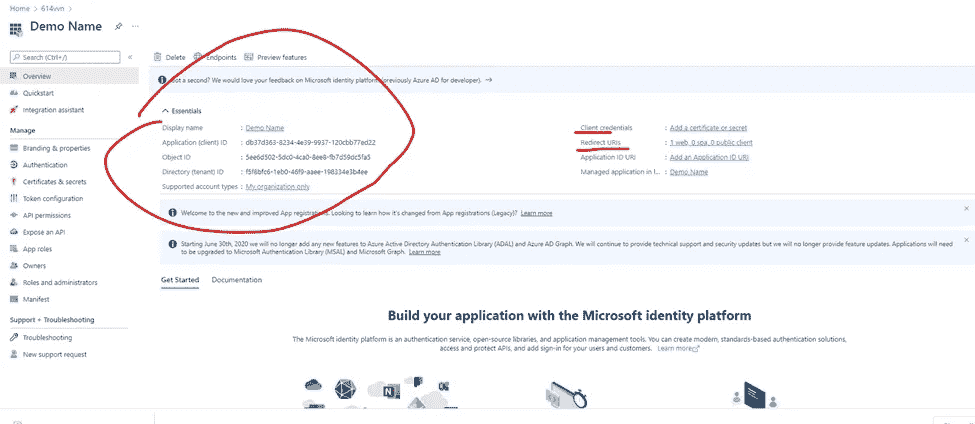 Home > 614vvn >
Demo Name
Search (Ctrl+/)
Overview
Quickstart
Integration assistant
Manage
Branding & properties
Authentication
Certificates & secrets
Token configuration
API permissions
Expose an API
App roles
Owners
Roles and administrators
Manifest
Support + Troubleshooting
Troubleshooting
New support request
Delete Endpoints Preview features
Got a second? We would love your feedback on Microsoft identity platform (previously Azure AD for developer). →
Essentials
Display name : Demo Name
Application (client) ID : db37d363-8234-4e39-9937-120cbb77ed22
Object ID : 5ee6d502-5dc0-4ca0-8ee8-fb7d59dc5fa5
Directory (tenant) ID : f5f8bfc6-1eb0-46f9-aaee-198334e3b4ee
Supported account types : My organization only
Client credentials : Add a certificate or secret
Redirect URIs : 1 web, 0 spa, 0 public client
Application ID URI : Add an Application ID URI
Managed application in l... : Demo Name
Welcome to the new and improved App registrations. Looking to learn how it's changed from App registrations (Legacy)? Learn more
Starting June 30th, 2020 we will no longer add any new features to Azure Active Directory Authentication Library (ADAL) and Azure AD Graph. We will continue to provide technical support and security updates but we will no longer provide feature updates. Applications will need
to be upgraded to Microsoft Authentication Library (MSAL) and Microsoft Graph. Learn more
Get Started Documentation
Build your application with the Microsoft identity platform
The Microsoft identity platform is an authentication service, open-source libraries, and application management tools. You can create modern, standards-based authentication solutions,
access and protect APIs, and add sign-in for your users and customers. Learn more